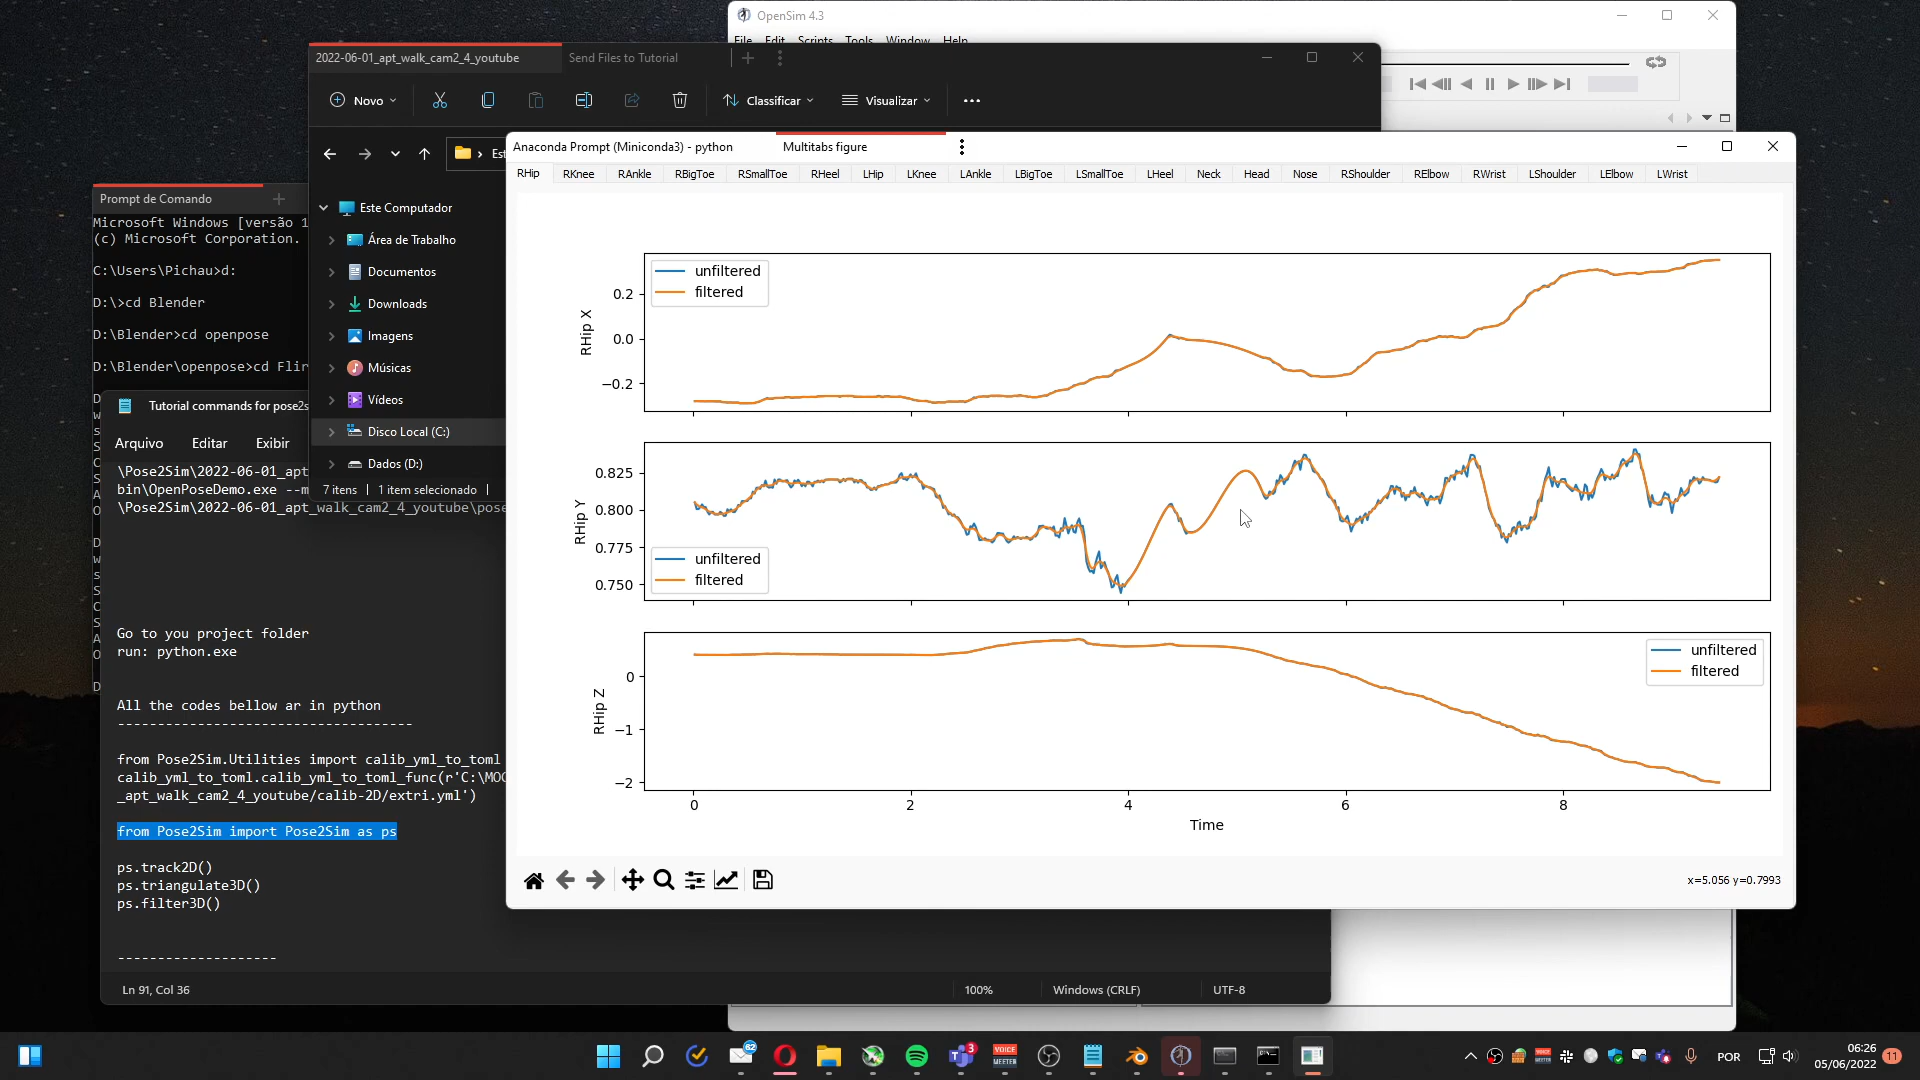 OpenSim 4.3
File Edit Scripts Tools Window Help
2022-06-01_apt_walk_cam2_4_youtube
Send Files to Tutorial
Novo
Classificar
Visualizar
Este Computador
Área de Trabalho
Documentos
Downloads
Imagens
Músicas
Vídeos
Disco Local (C:)
Dados (D:)
7 itens
1 item selecionado
Prompt de Comando
Microsoft Windows [versão 1
(c) Microsoft Corporation.
C:\Users\Pichau>d:
D:\>cd Blender
D:\Blender>cd openpose
D:\Blender\openpose>cd Flir
Tutorial commands for pose2s
Arquivo Editar Exibir
\Pose2Sim\2022-06-01_apt
bin\OpenPoseDemo.exe --m
\Pose2Sim\2022-06-01_apt_walk_cam2_4_youtube\pose
Go to you project folder
run: python.exe
All the codes bellow ar in python
-------------------------------------
from Pose2Sim.Utilities import calib_yml_to_toml
calib_yml_to_toml.calib_yml_to_toml_func(r'C:\MOC
_apt_walk_cam2_4_youtube/calib-2D/extri.yml')
from Pose2Sim import Pose2Sim as ps
ps.track2D()
ps.triangulate3D()
ps.filter3D()
--------------------
Ln 91, Col 36
100%
Windows (CRLF)
UTF-8
Anaconda Prompt (Miniconda3) - python
Multitabs figure
RHip RKnee RAnkle RBigToe RSmallToe RHeel LHip LKnee LAnkle LBigToe LSmallToe LHeel Neck Head Nose RShoulder RElbow RWrist LShoulder LElbow LWrist
unfiltered
filtered
RHip X
0.2
0.0
−0.2
unfiltered
filtered
RHip Y
0.825
0.800
0.775
0.750
unfiltered
filtered
RHip Z
0
−1
−2
0 2 4 6 8
Time
x=5.056 y=0.7993
62
3
VOICE
MEETER
POR
06:26
05/06/2022
11